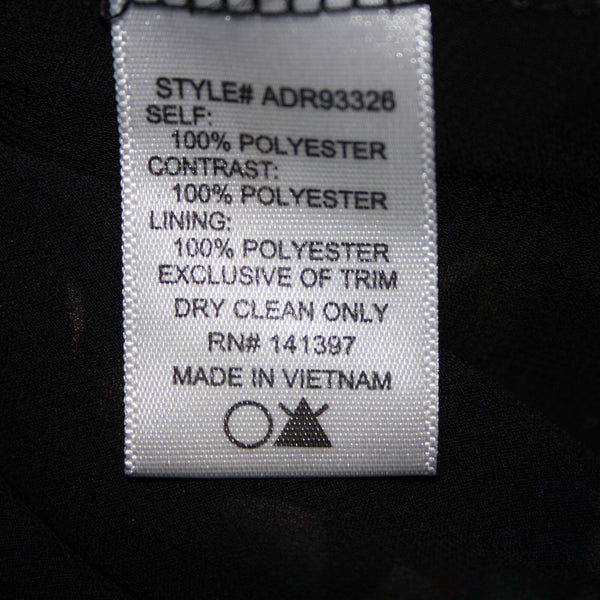 STYLE# ADR93326
SELF:
100% POLYESTER
CONTRAST:
100% POLYESTER
LINING:
100% POLYESTER
EXCLUSIVE OF TRIM
DRY CLEAN ONLY
RN# 141397
MADE IN VIETNAM